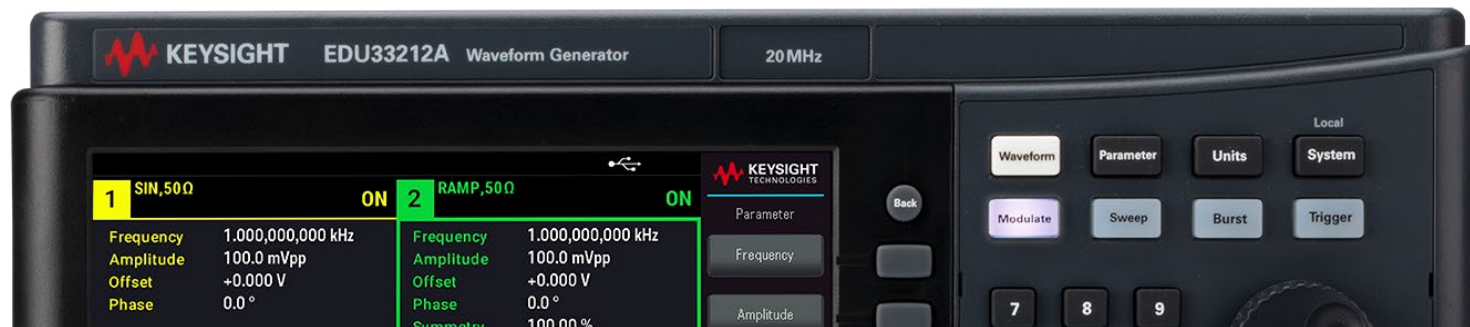 KEYSIGHT EDU33212A Waveform Generator 20 MHz
Local
Waveform Parameter Units System
KEYSIGHT
TECHNOLOGIES
1 SIN,50Ω ON
2 RAMP,50Ω ON
Back
Parameter
Modulate Sweep Burst Trigger
Frequency 1.000,000,000 kHz
Amplitude 100.0 mVpp
Offset +0.000 V
Phase 0.0 °
Frequency 1.000,000,000 kHz
Amplitude 100.0 mVpp
Offset +0.000 V
Phase 0.0 °
Symmetry 100.00 %
Frequency
Amplitude
7 8 9